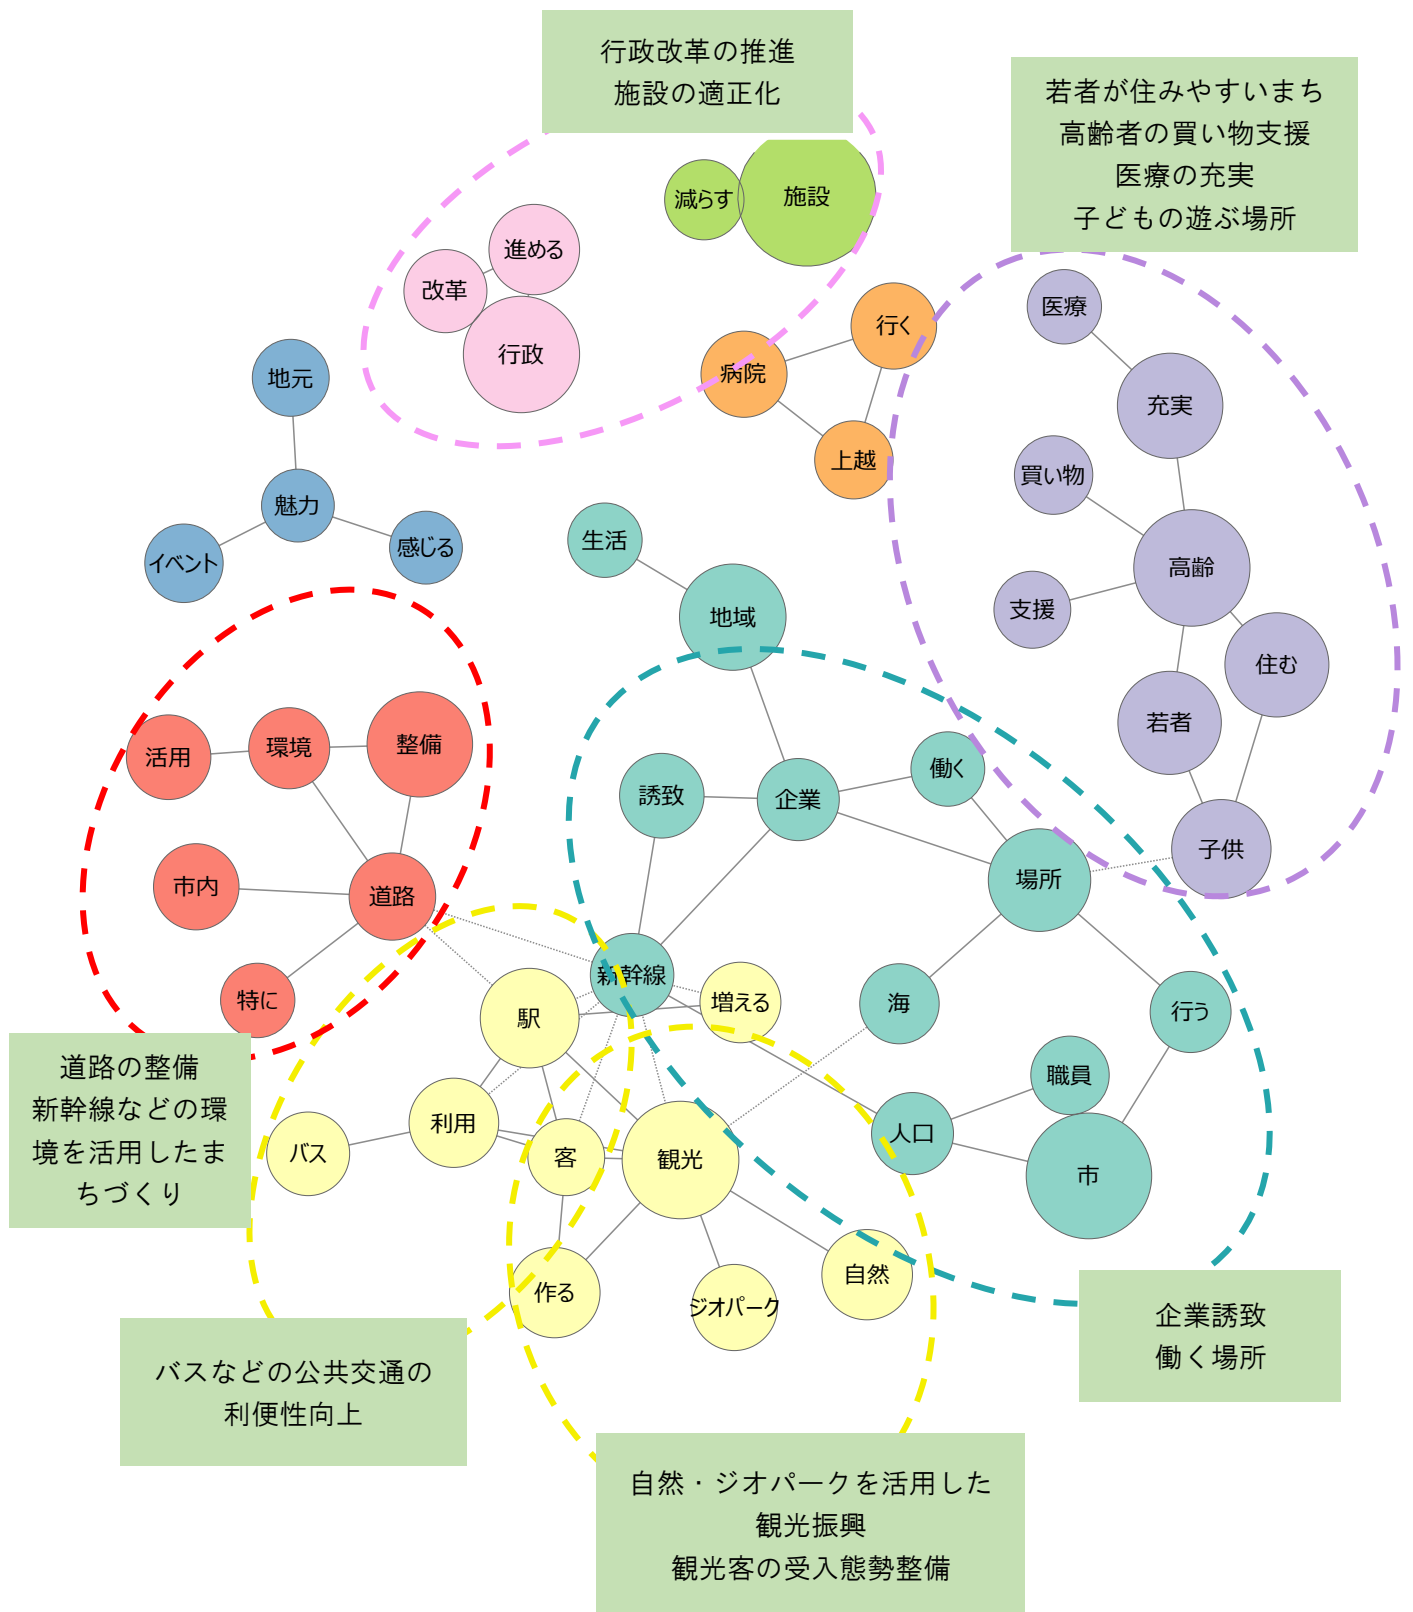 行政改革の推進
施設の適正化
若者が住みやすいまち
高齢者の買い物支援
医療の充実
子どもの遊ぶ場所
減らす
施設
進める
改革
行政
行く
病院
上越
医療
充実
買い物
高齢
支援
住む
若者
子供
地元
魅力
イベント
感じる
生活
地域
誘致
企業
働く
場所
活用
環境
整備
市内
道路
特に
新幹線
増える
海
行う
駅
職員
利用
人口
バス
客
観光
市
作る
ジオパーク
自然
道路の整備
新幹線などの環
境を活用したま
ちづくり
企業誘致
働く場所
バスなどの公共交通の
利便性向上
自然・ジオパークを活用した
観光振興
観光客の受入態勢整備